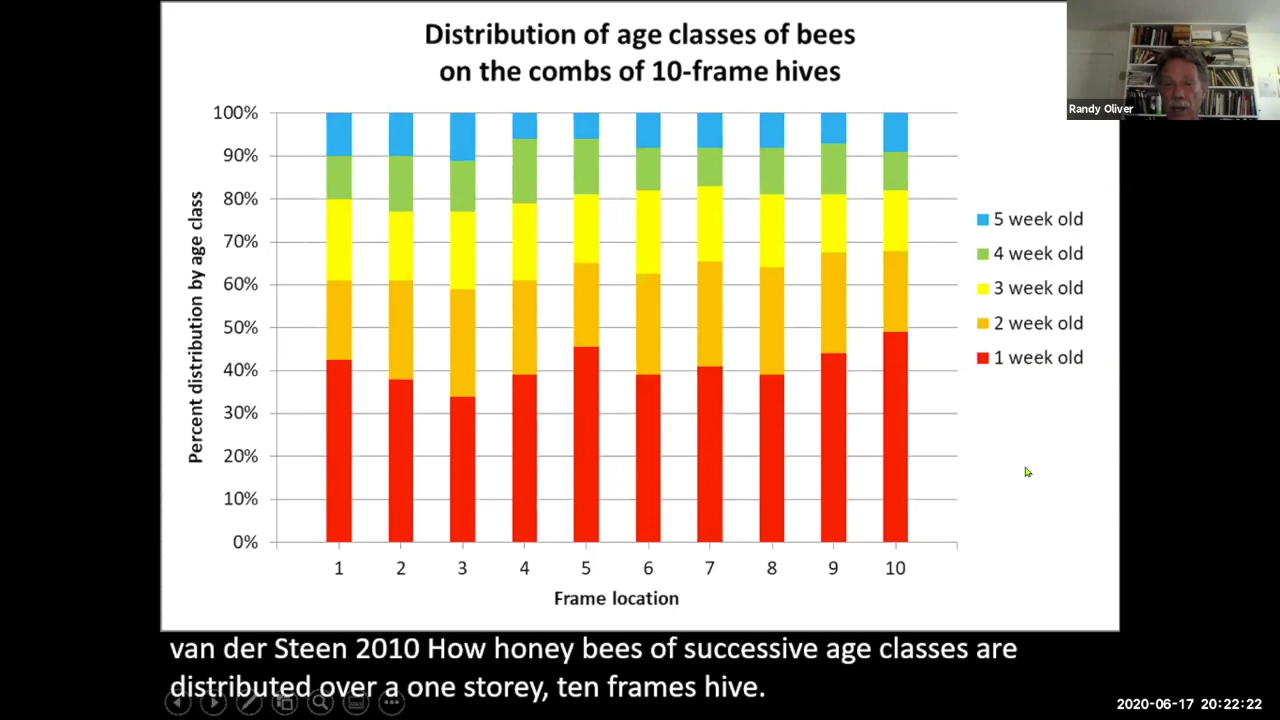 Distribution of age classes of bees
on the combs of 10-frame hives
Randy Oliver
Percent distribution by age class
100%
90%
80%
70%
60%
50%
40%
30%
20%
10%
0%
1 2 3 4 5 6 7 8 9 10
Frame location
5 week old
4 week old
3 week old
2 week old
1 week old
van der Steen 2010 How honey bees of successive age classes are
distributed over a one storey, ten frames hive.
2020-06-17 20:22:22